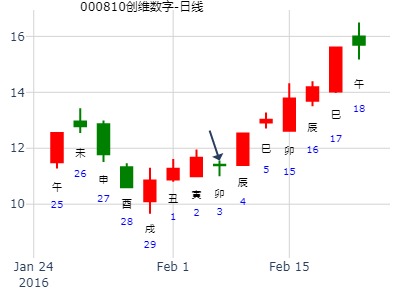 000810创维数字-日线
16
14
12
10
午
25
未
26
申
27
酉
28
戌
29
丑
1
寅
2
卯
3
辰
4
巳
5
卯
15
辰
16
巳
17
午
18
Jan 24
2016
Feb 1
Feb 15